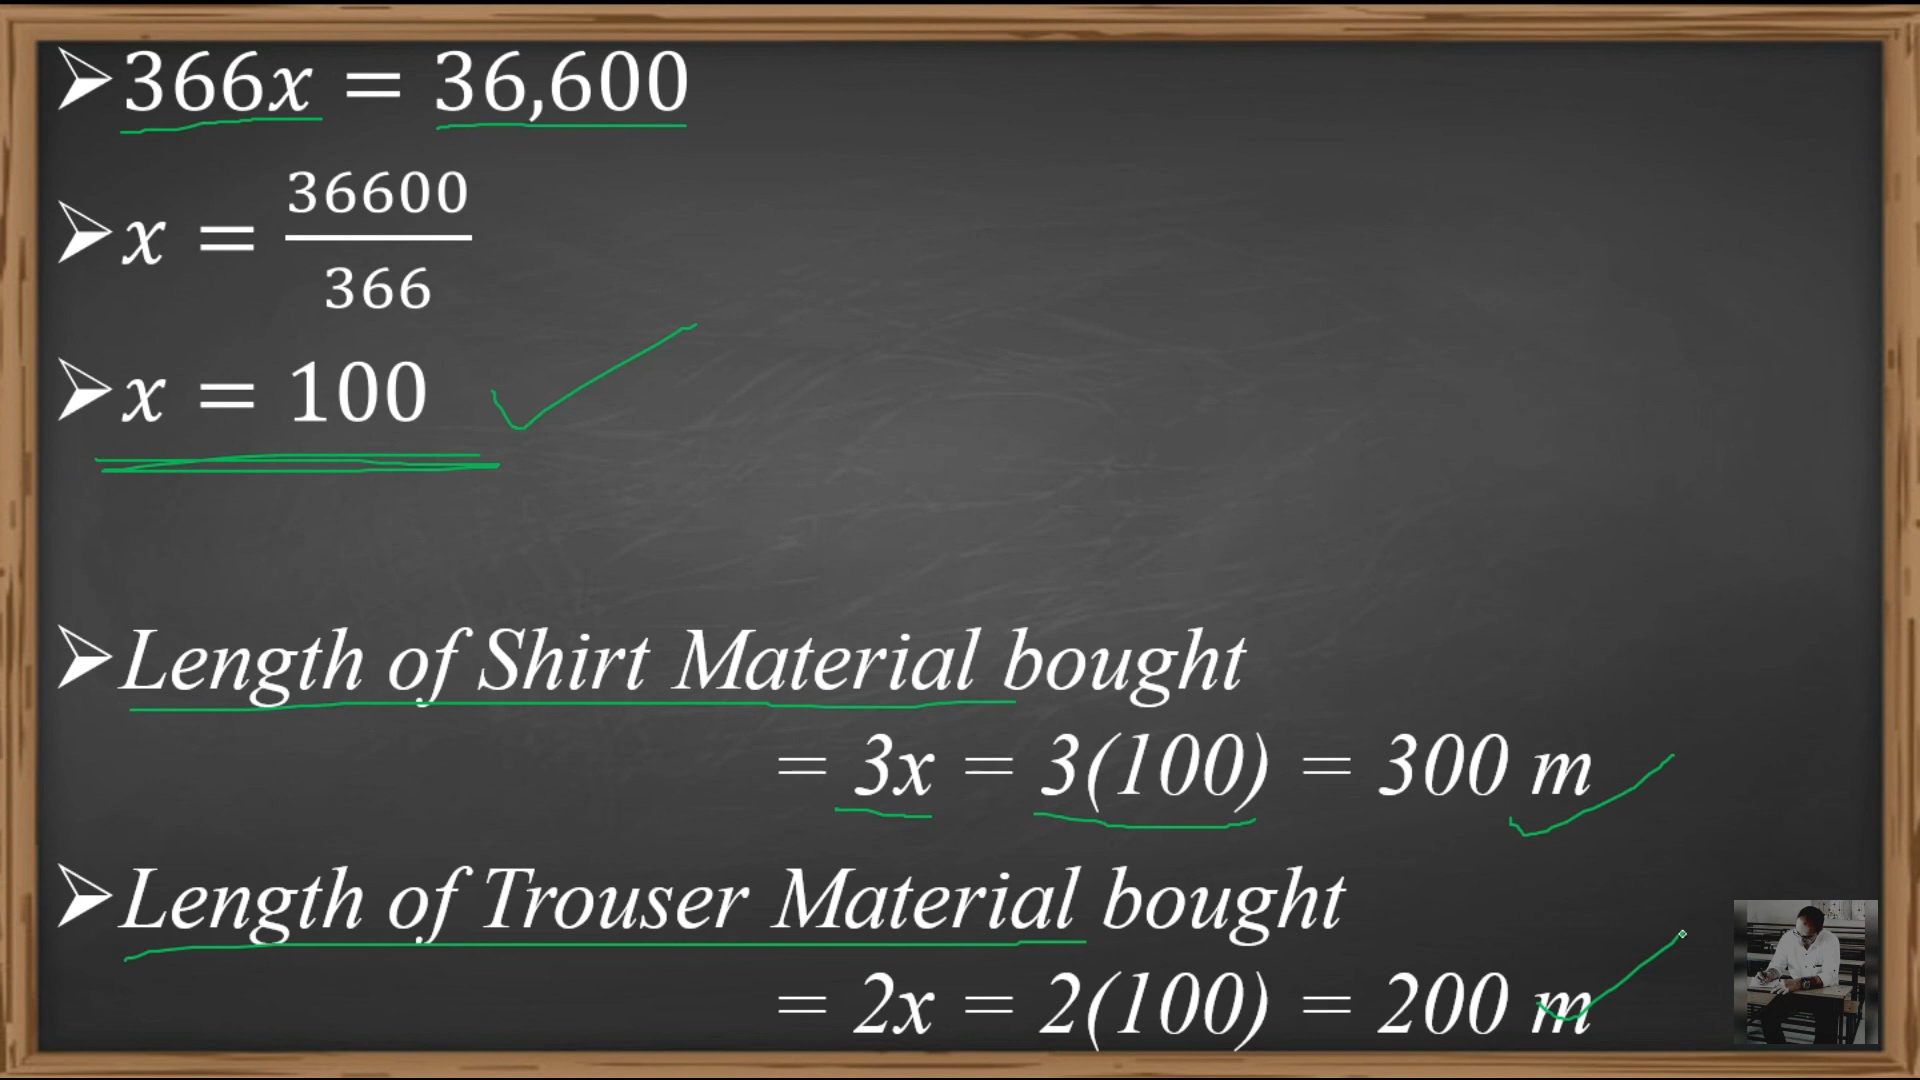 ➢366x = 36,600
➢x = 36600/366
➢x = 100
➢Length of Shirt Material bought
= 3x = 3(100) = 300 m
➢Length of Trouser Material bought
= 2x = 2(100) = 200 m